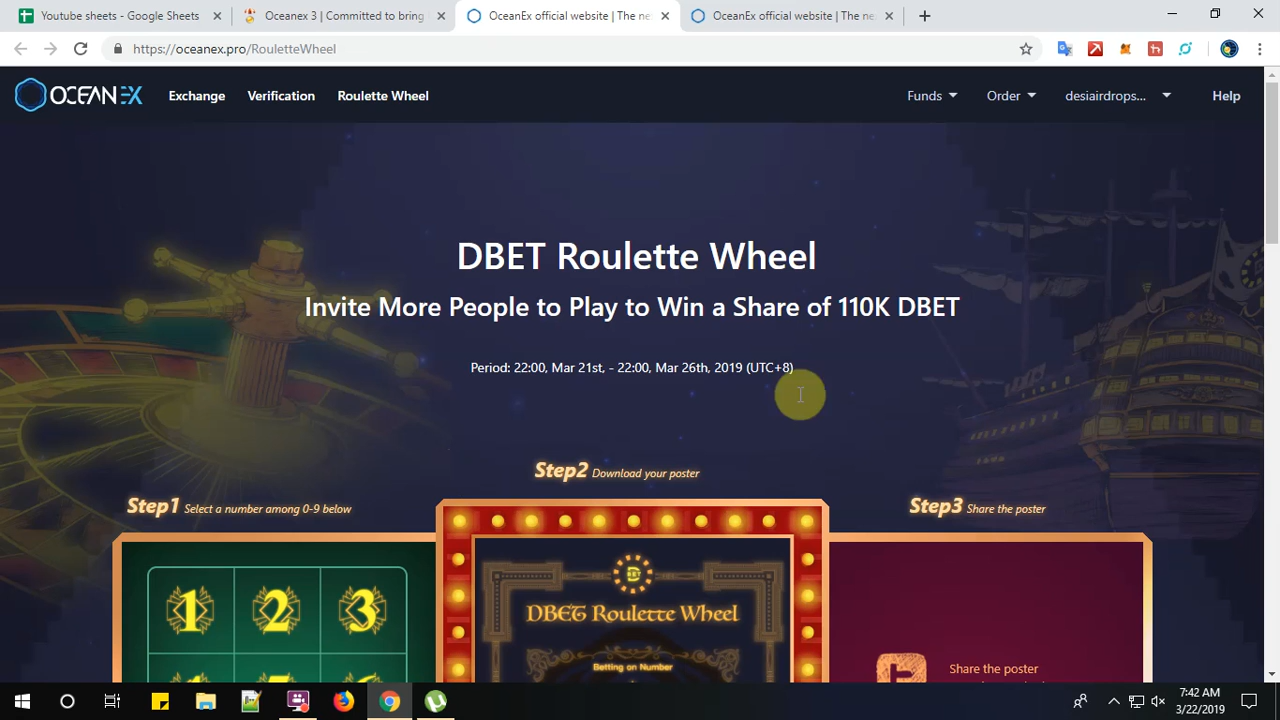 Youtube sheets - Google Sheets
Oceanex 3 | Committed to bring
OceanEx official website | The ne
OceanEx official website | The ne
https://oceanex.pro/RouletteWheel
OCEANEX Exchange Verification Roulette Wheel Funds Order desiairdrops... Help
DBET Roulette Wheel
Invite More People to Play to Win a Share of 110K DBET
Period: 22:00, Mar 21st, - 22:00, Mar 26th, 2019 (UTC+8)
Step1 Select a number among 0-9 below
1 2 3
Step2 Download your poster
DBET Roulette Wheel
Betting on Number
Step3 Share the poster
Share the poster
7:42 AM
3/22/2019